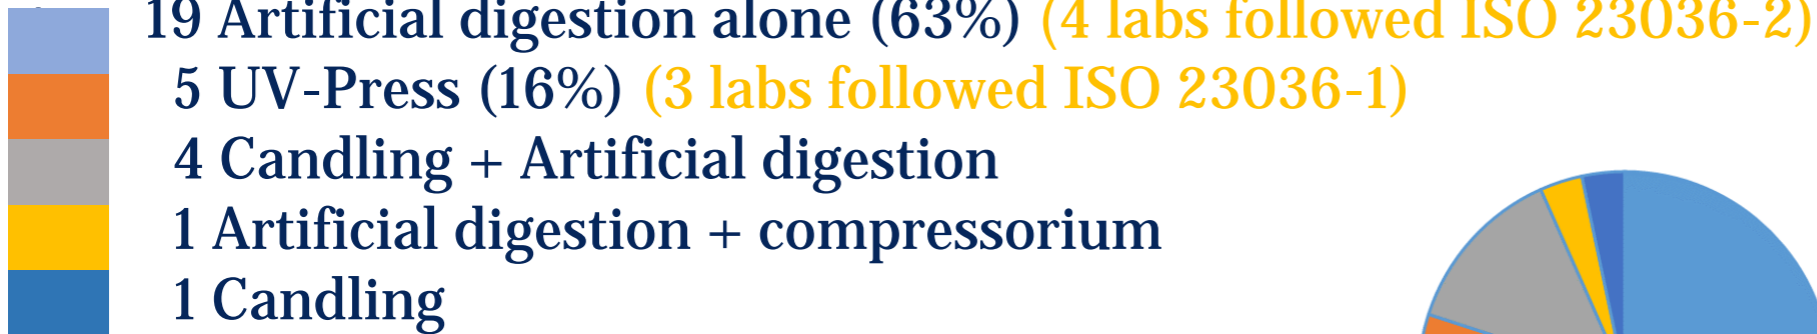 19 Artificial digestion alone (63%) (4 labs followed ISO 23036-2)
5 UV-Press (16%) (3 labs followed ISO 23036-1)
4 Candling + Artificial digestion
1 Artificial digestion + compressorium
1 Candling